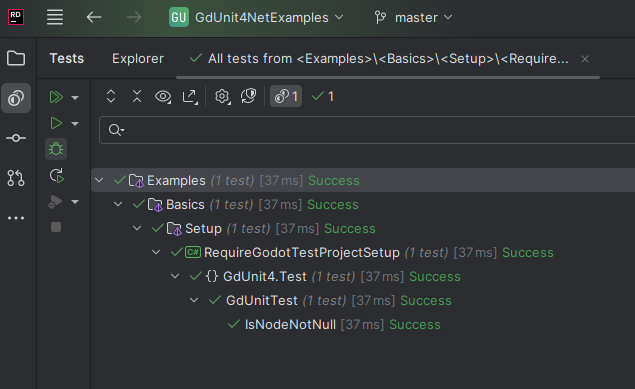 RD GU GdUnit4NetExamples master
Tests Explorer All tests from <Examples>\<Basics>\<Setup>\<Require...
1 1
Examples (1 test) [37 ms] Success
Basics (1 test) [37 ms] Success
Setup (1 test) [37 ms] Success
C# RequireGodotTestProjectSetup (1 test) [37 ms] Success
{} GdUnit4.Test (1 test) [37 ms] Success
GdUnitTest (1 test) [37 ms] Success
IsNodeNotNull [37 ms] Success